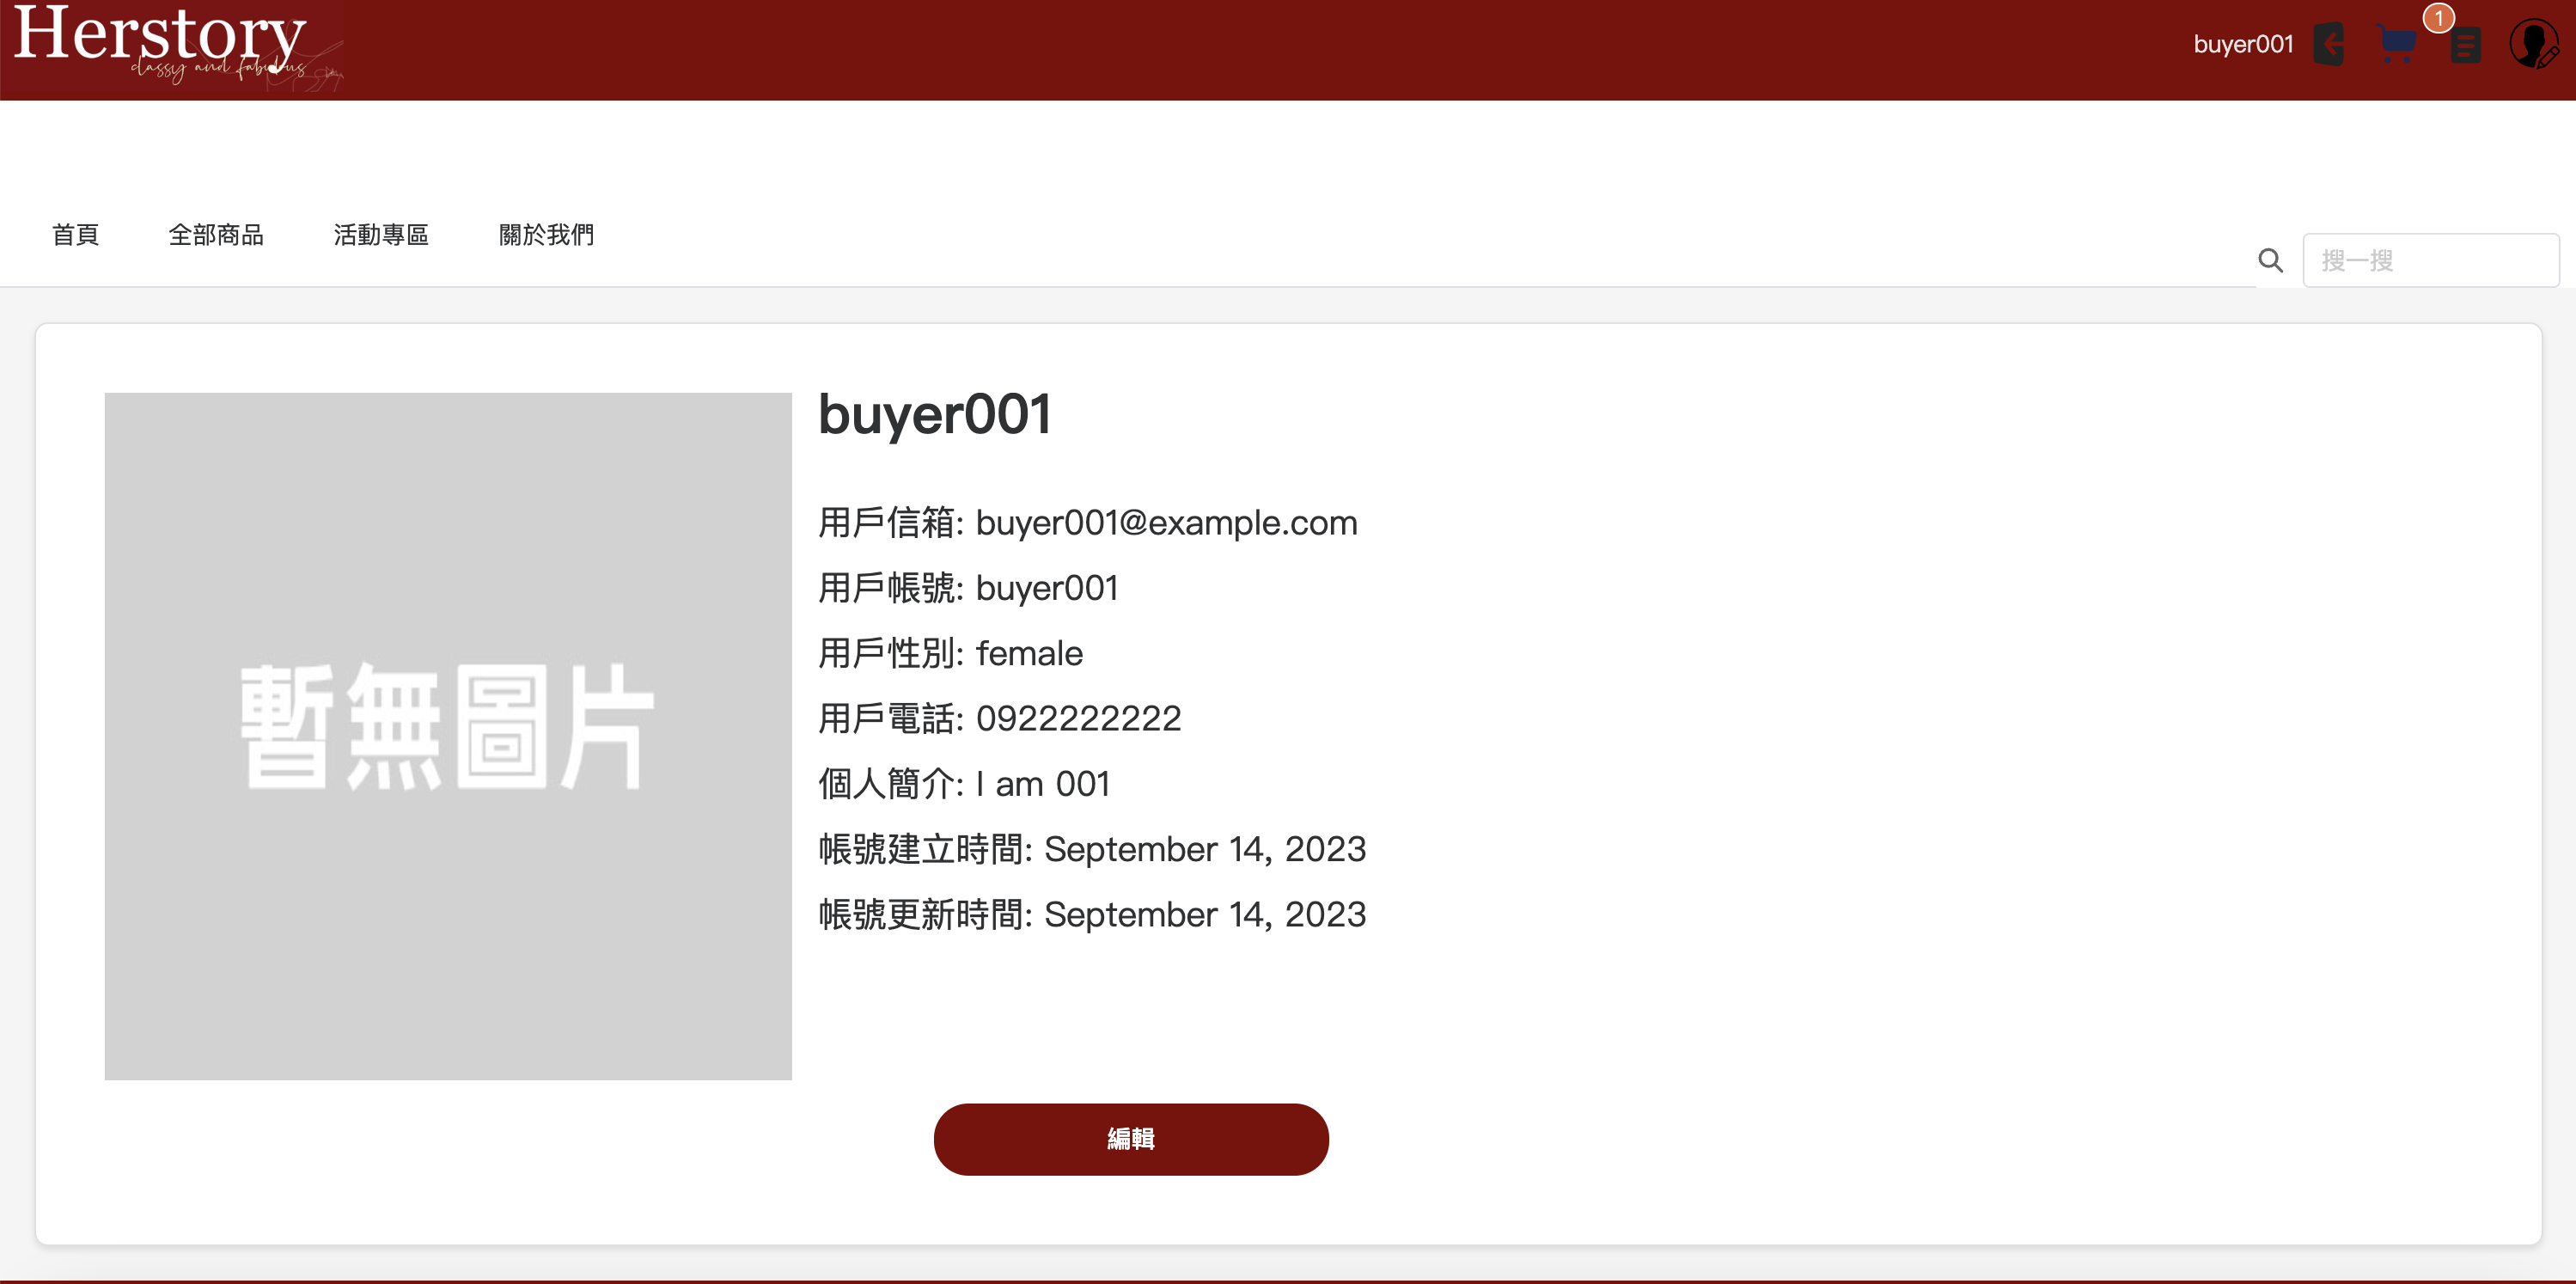 Herstory
classy and fabulous
buyer001
1
首頁
全部商品
活動專區
關於我們
搜一搜
暫無圖片
buyer001
用戶信箱: buyer001@example.com
用戶帳號: buyer001
用戶性別: female
用戶電話: 0922222222
個人簡介: I am 001
帳號建立時間: September 14, 2023
帳號更新時間: September 14, 2023
編輯